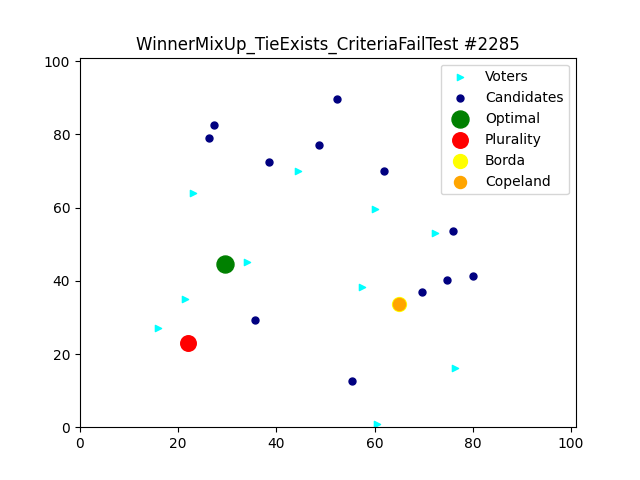 WinnerMixUp_TieExists_CriteriaFailTest #2285
Voters
Candidates
Optimal
Plurality
Borda
Copeland
100
80
60
40
20
0
0 20 40 60 80 100